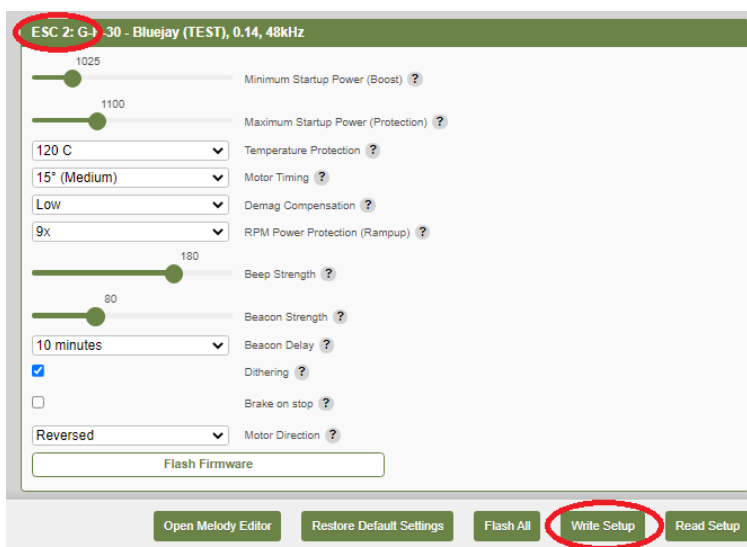 ESC 2: G-H-30 - Bluejay (TEST), 0.14, 48kHz
1025
Minimum Startup Power (Boost) ?
1100
Maximum Startup Power (Protection) ?
120 C Temperature Protection ?
15° (Medium) Motor Timing ?
Low Demag Compensation ?
9x RPM Power Protection (Rampup) ?
180
Beep Strength ?
80
Beacon Strength ?
10 minutes Beacon Delay ?
Dithering ?
Brake on stop ?
Reversed Motor Direction ?
Flash Firmware
Open Melody Editor Restore Default Settings Flash All Write Setup Read Setup